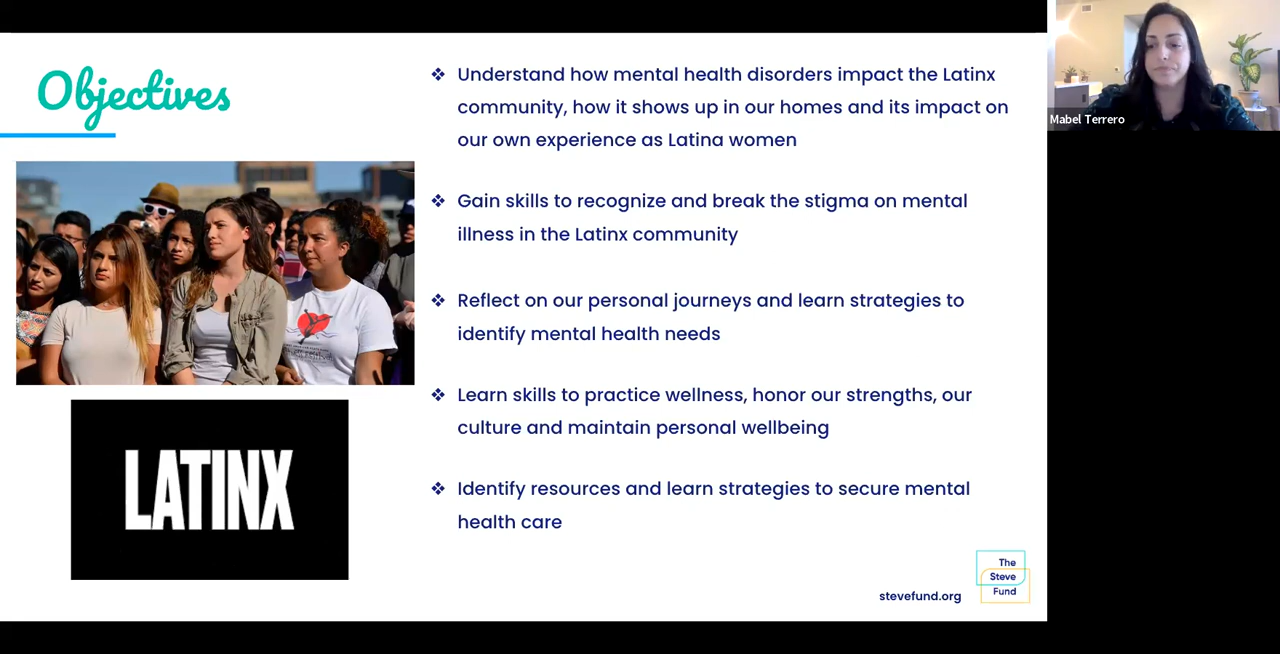 Objectives
❖ Understand how mental health disorders impact the Latinx
community, how it shows up in our homes and its impact on
our own experience as Latina women
❖ Gain skills to recognize and break the stigma on mental
illness in the Latinx community
❖ Reflect on our personal journeys and learn strategies to
identify mental health needs
❖ Learn skills to practice wellness, honor our strengths, our
culture and maintain personal wellbeing
❖ Identify resources and learn strategies to secure mental
health care
LATINX
stevefund.org
The
Steve
Fund
Mabel Terrero